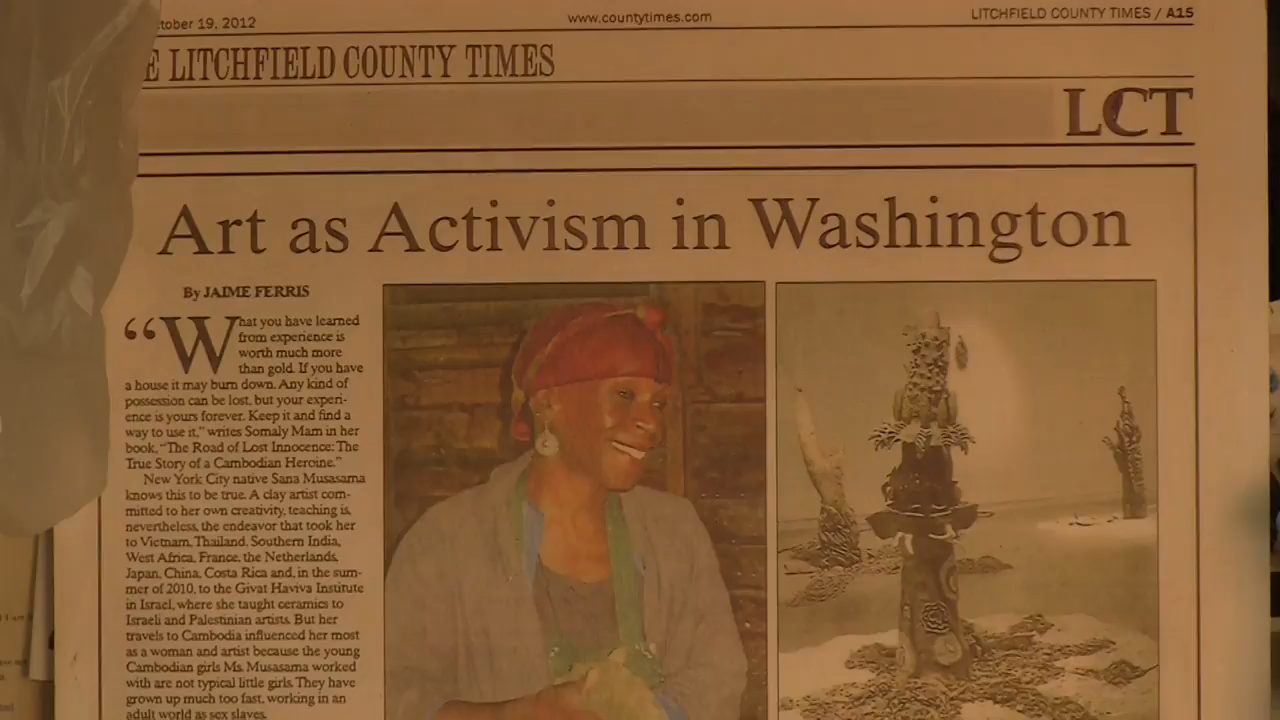 tober 19, 2012
www.countytimes.com
LITCHFIELD COUNTY TIMES / A15
E LITCHFIELD COUNTY TIMES
LCT
Art as Activism in Washington
By JAIME FERRIS
“What you have learned
from experience is
worth much more
than gold. If you have
a house it may burn down. Any kind of
possession can be lost, but your experi-
ence is yours forever. Keep it and find a
way to use it,” writes Somaly Mam in her
book, “The Road of Lost Innocence: The
True Story of a Cambodian Heroine.”
New York City native Sana Musasama
knows this to be true. A clay artist com-
mitted to her own creativity, teaching is,
nevertheless, the endeavor that took her
to Vietnam, Thailand, Southern India,
West Africa, France, the Netherlands,
Japan, China, Costa Rica and, in the sum-
mer of 2010, to the Givat Haviva Institute
in Israel, where she taught ceramics to
Israeli and Palestinian artists. But her
travels to Cambodia influenced her most
as a woman and artist because the young
Cambodian girls Ms. Musasama worked
with are not typical little girls. They have
grown up much too fast, working in an
adult world as sex slaves.